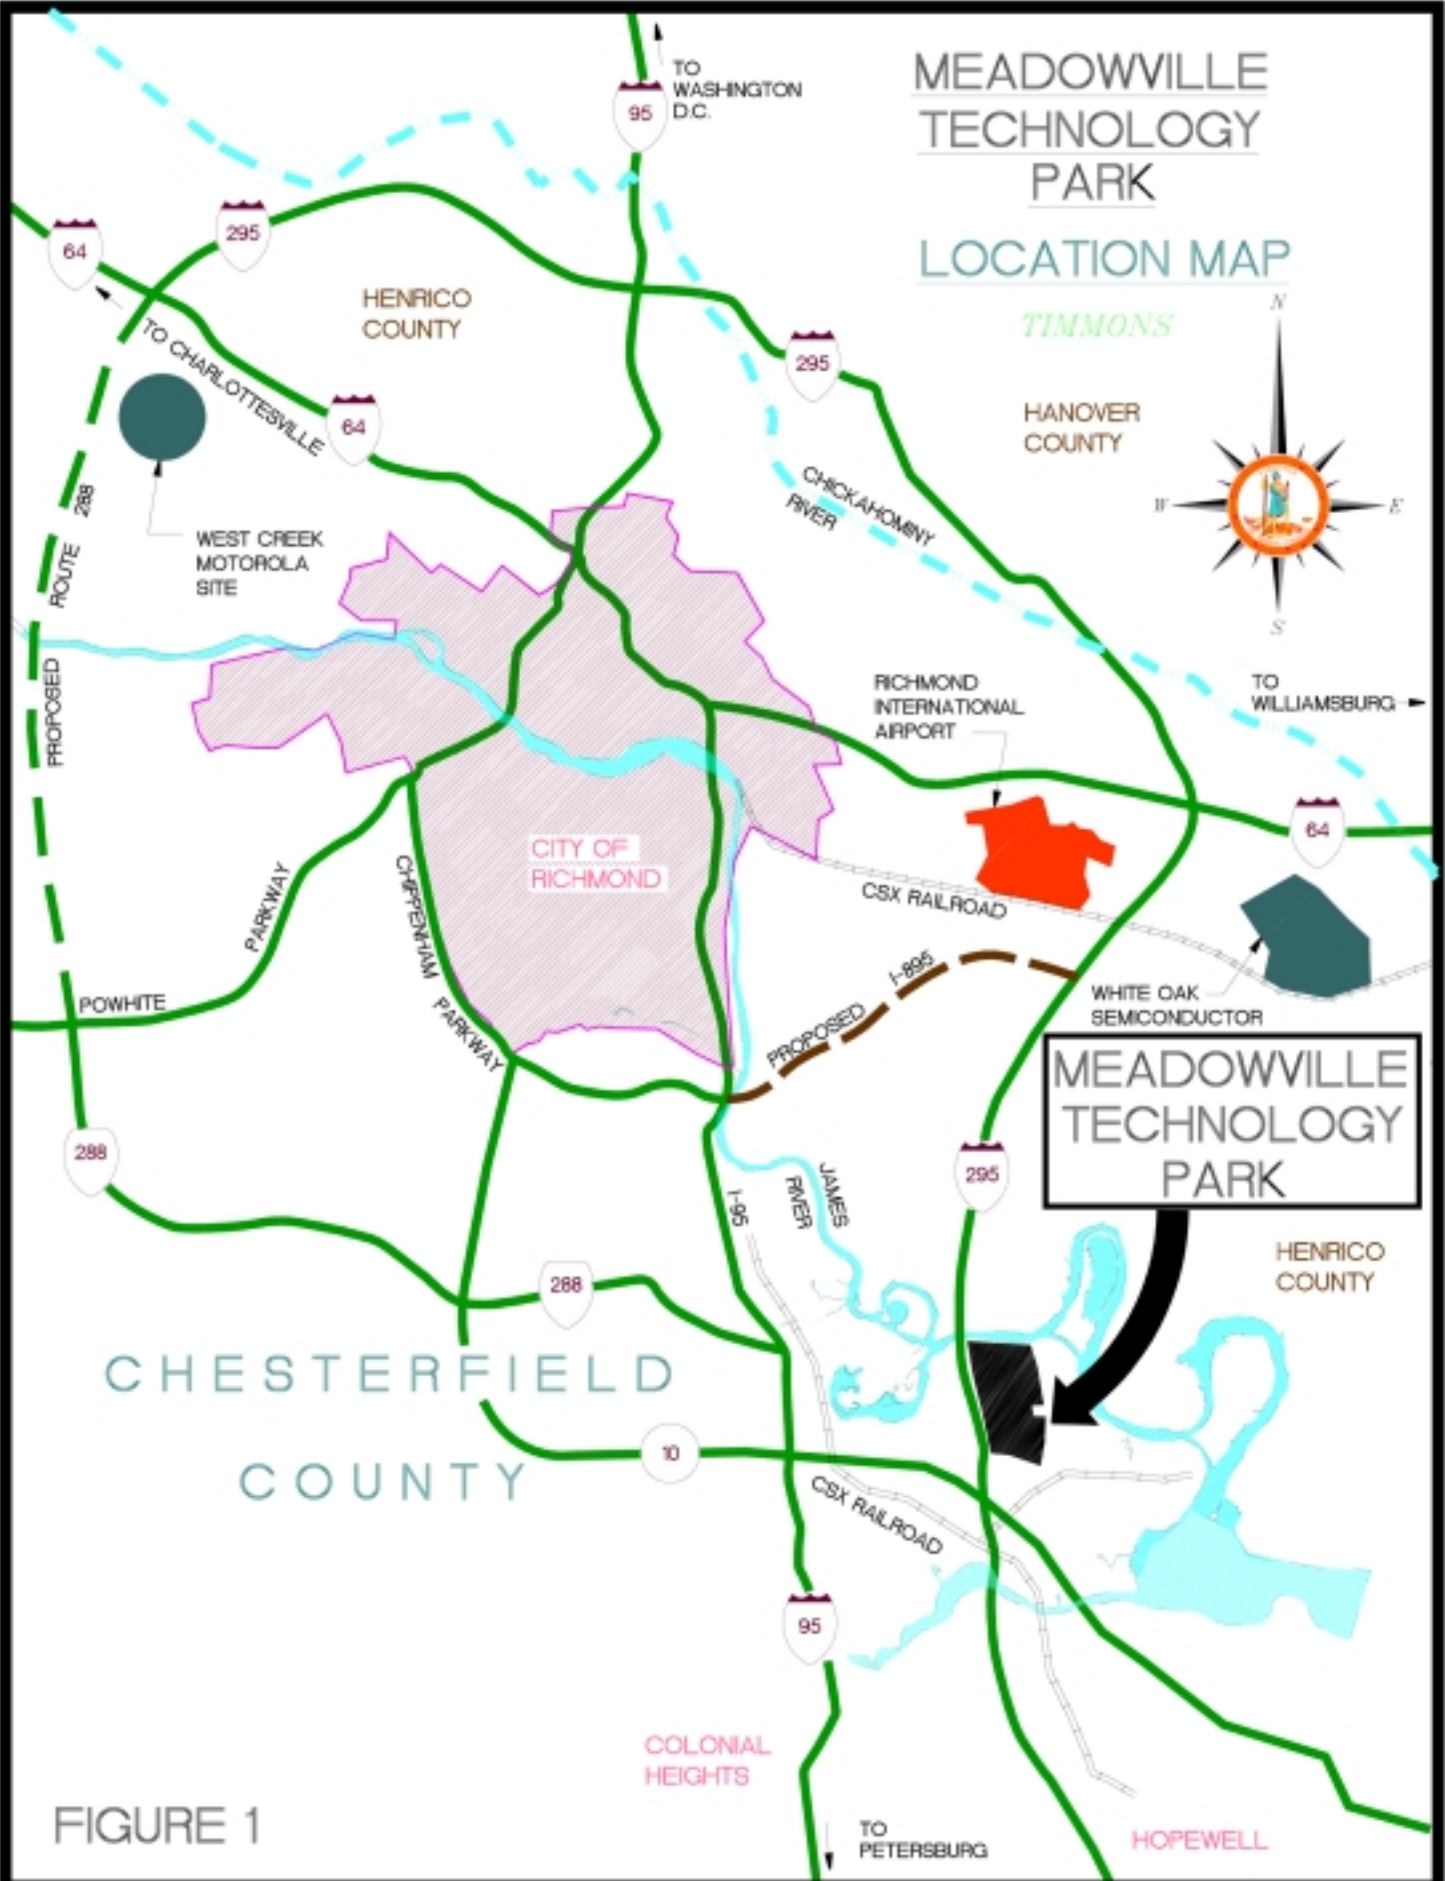 MEADOWVILLE
TECHNOLOGY
PARK
LOCATION MAP
TIMMONS
N
W
E
S
95
TO
WASHINGTON
D.C.
64
295
HENRICO
COUNTY
TO CHARLOTTESVILLE
64
295
HANOVER
COUNTY
CHICKAHOMINY
RIVER
WEST CREEK
MOTOROLA
SITE
PROPOSED ROUTE 288
RICHMOND
INTERNATIONAL
AIRPORT
TO
WILLIAMSBURG
64
CITY OF
RICHMOND
CSX RAILROAD
CHIPPENHAM PARKWAY
POWHITE PARKWAY
PROPOSED I-895
WHITE OAK
SEMICONDUCTOR
MEADOWVILLE
TECHNOLOGY
PARK
288
295
I-95
JAMES
RIVER
HENRICO
COUNTY
288
CHESTERFIELD
COUNTY
10
CSX RAILROAD
95
COLONIAL
HEIGHTS
FIGURE 1
TO
PETERSBURG
HOPEWELL